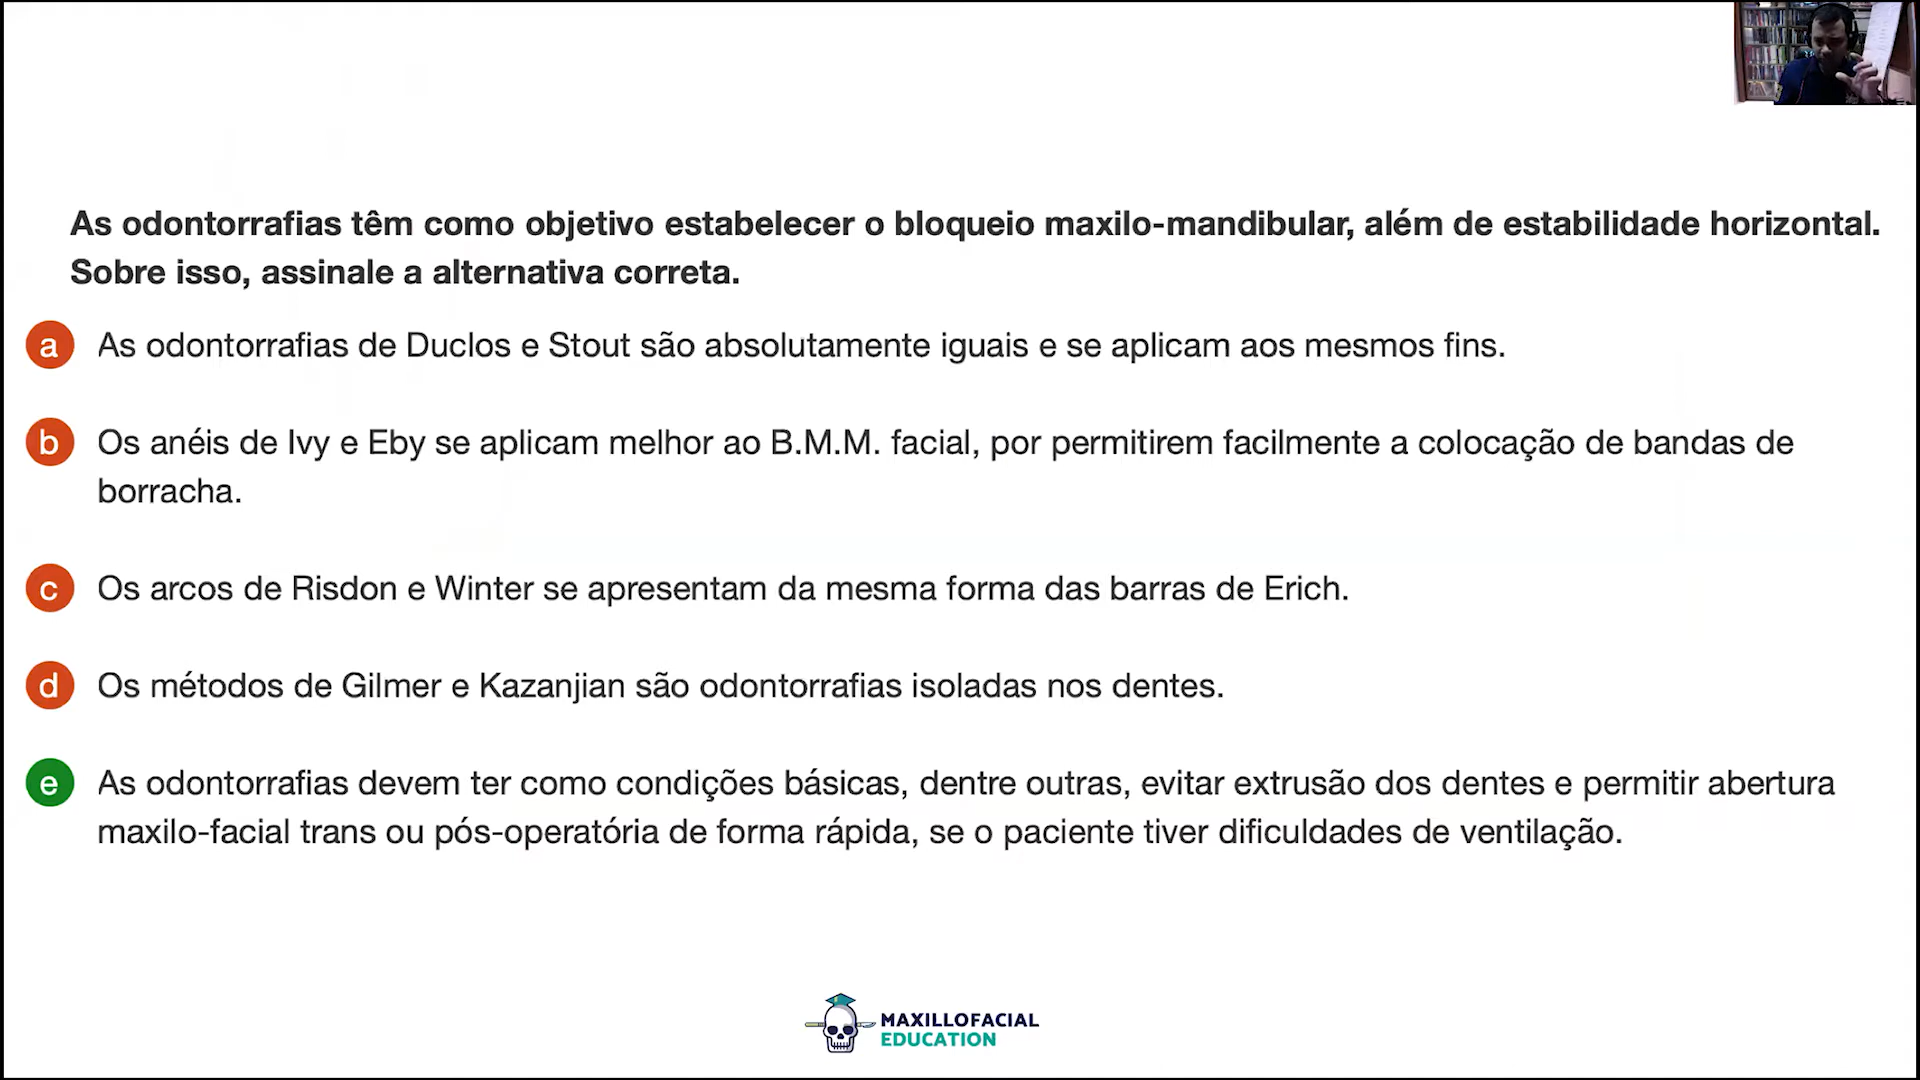 As odontorrafias têm como objetivo estabelecer o bloqueio maxilo-mandibular, além de estabilidade horizontal.
Sobre isso, assinale a alternativa correta.
a As odontorrafias de Duclos e Stout são absolutamente iguais e se aplicam aos mesmos fins.
b Os anéis de Ivy e Eby se aplicam melhor ao B.M.M. facial, por permitirem facilmente a colocação de bandas de
borracha.
c Os arcos de Risdon e Winter se apresentam da mesma forma das barras de Erich.
d Os métodos de Gilmer e Kazanjian são odontorrafias isoladas nos dentes.
e As odontorrafias devem ter como condições básicas, dentre outras, evitar extrusão dos dentes e permitir abertura
maxilo-facial trans ou pós-operatória de forma rápida, se o paciente tiver dificuldades de ventilação.
MAXILLOFACIAL
EDUCATION